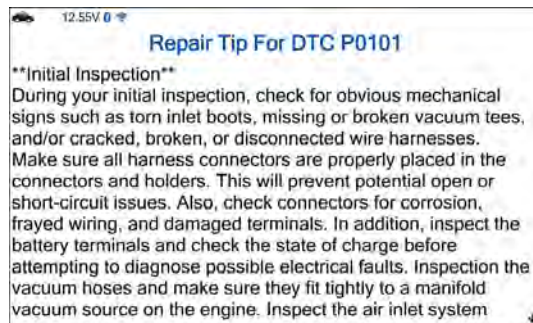 12.55V
Repair Tip For DTC P0101
**Initial Inspection**
During your initial inspection, check for obvious mechanical
signs such as torn inlet boots, missing or broken vacuum tees,
and/or cracked, broken, or disconnected wire harnesses.
Make sure all harness connectors are properly placed in the
connectors and holders. This will prevent potential open or
short-circuit issues. Also, check connectors for corrosion,
frayed wiring, and damaged terminals. In addition, inspect the
battery terminals and check the state of charge before
attempting to diagnose possible electrical faults. Inspection the
vacuum hoses and make sure they fit tightly to a manifold
vacuum source on the engine. Inspect the air inlet system